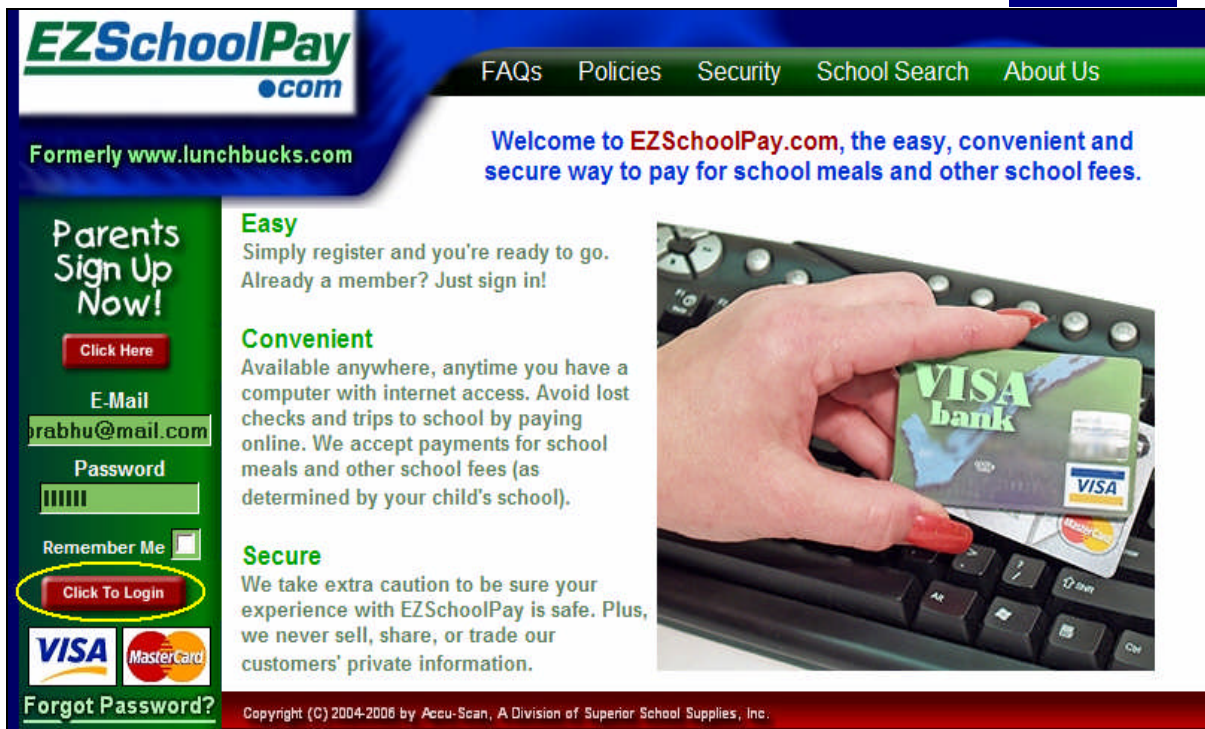 EZSchoolPay
.com
FAQs Policies Security School Search About Us
Formerly www.lunchbucks.com
Welcome to EZSchoolPay.com, the easy, convenient and
secure way to pay for school meals and other school fees.
Parents
Sign Up
Now!
Click Here
E-Mail
prabhu@mail.com
Password
Remember Me
Click To Login
VISA MasterCard
Forgot Password?
Easy
Simply register and you're ready to go.
Already a member? Just sign in!
Convenient
Available anywhere, anytime you have a
computer with internet access. Avoid lost
checks and trips to school by paying
online. We accept payments for school
meals and other school fees (as
determined by your child's school).
Secure
We take extra caution to be sure your
experience with EZSchoolPay is safe. Plus,
we never sell, share, or trade our
customers' private information.
VISA
bank
VISA
MasterCard
Shift
Alt
Ctrl
Copyright (C) 2004-2006 by Accu-Scan, A Division of Superior School Supplies, Inc.